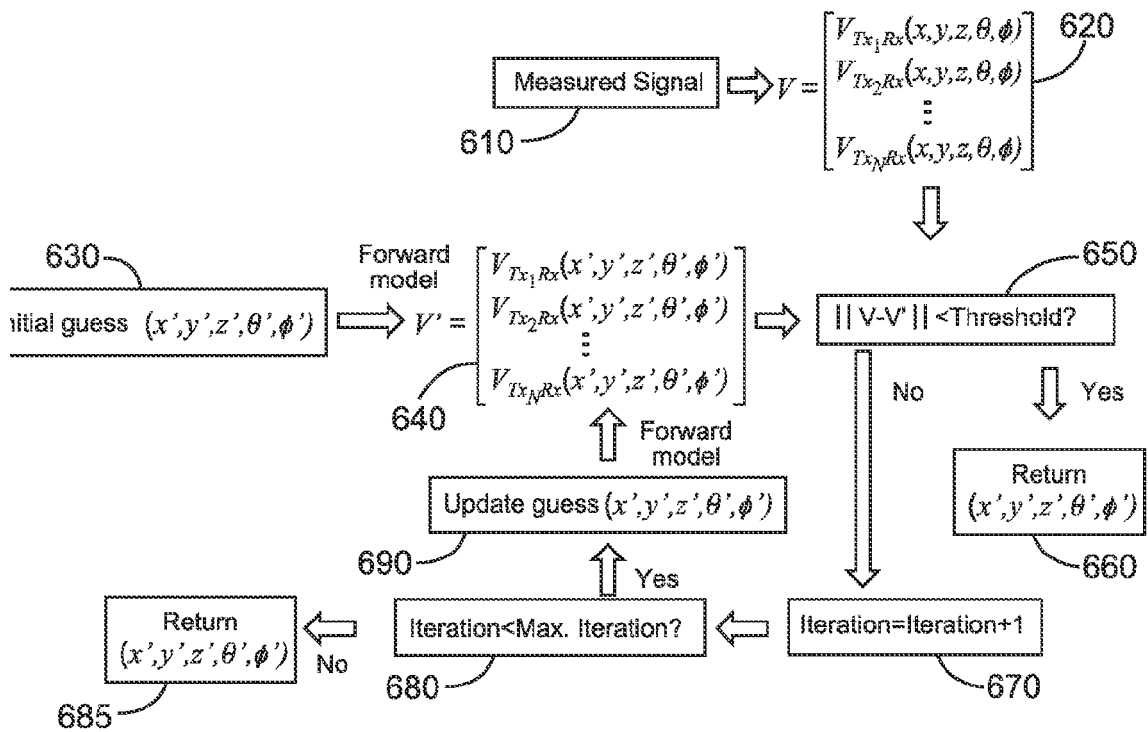 Measured Signal
610
V =
V_{Tx_1Rx}(x,y,z,θ,ϕ)
V_{Tx_2Rx}(x,y,z,θ,ϕ)
⋮
V_{Tx_NRx}(x,y,z,θ,ϕ)
620
630
nitial guess (x',y',z',θ',ϕ')
Forward
model
V' =
V_{Tx_1Rx}(x',y',z',θ',ϕ')
V_{Tx_2Rx}(x',y',z',θ',ϕ')
⋮
V_{Tx_NRx}(x',y',z',θ',ϕ')
640
650
||V-V'|| <Threshold?
No
Yes
Return
(x',y',z',θ',ϕ')
660
Forward
model
Update guess (x',y',z',θ',ϕ')
690
Yes
Return
(x',y',z',θ',ϕ')
685
No
Iteration<Max. Iteration?
680
Iteration=Iteration+1
670